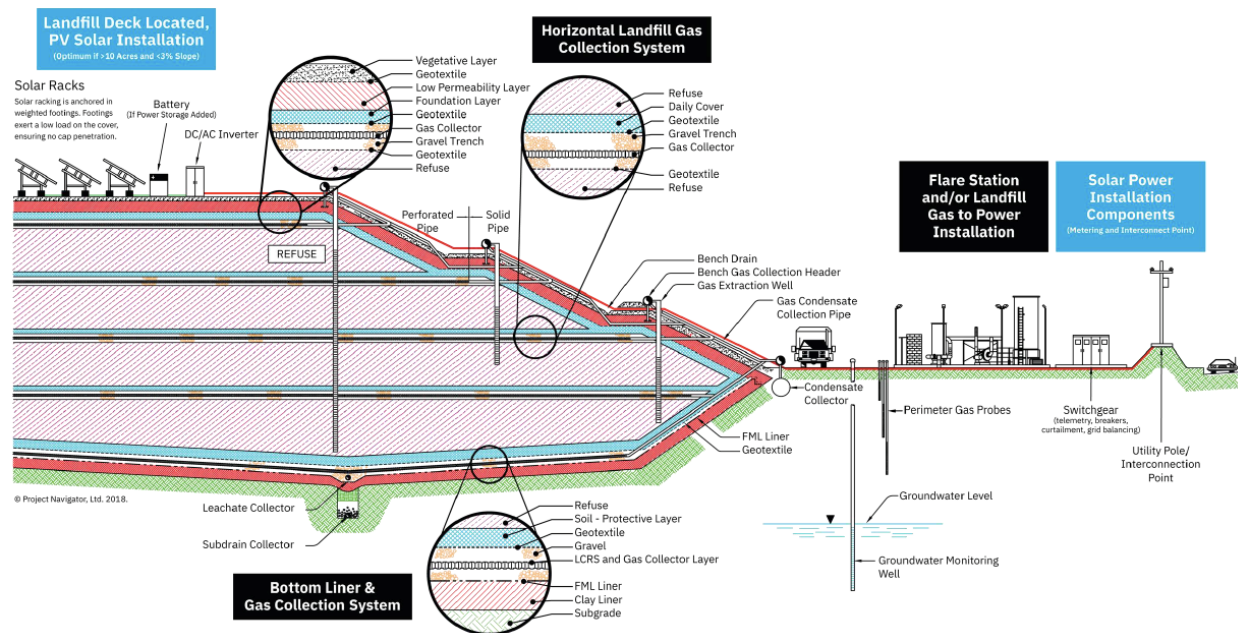 Landfill Deck Located,
PV Solar Installation
(Optimum if >10 Acres and <3% Slope)
Solar Racks
Solar racking is anchored in
weighted footings. Footings
exert a low load on the cover,
ensuring no cap penetration.
Battery
(If Power Storage Added)
DC/AC Inverter
Vegetative Layer
Geotextile
Low Permeability Layer
Foundation Layer
Geotextile
Gas Collector
Gravel Trench
Geotextile
Refuse
Horizontal Landfill Gas
Collection System
Refuse
Daily Cover
Geotextile
Gravel Trench
Gas Collector
Geotextile
Refuse
Perforated
Pipe
Solid
Pipe
REFUSE
Bench Drain
Bench Gas Collection Header
Gas Extraction Well
Gas Condensate
Collection Pipe
Flare Station
and/or Landfill
Gas to Power
Installation
Solar Power
Installation
Components
(Metering and Interconnect Point)
Condensate
Collector
Perimeter Gas Probes
Switchgear
(telemetry, breakers,
curtailment, grid balancing)
Utility Pole/
Interconnection
Point
FML Liner
Geotextile
Groundwater Level
Groundwater Monitoring
Well
© Project Navigator, Ltd. 2018.
Leachate Collector
Subdrain Collector
Bottom Liner &
Gas Collection System
Refuse
Soil - Protective Layer
Geotextile
Gravel
LCRS and Gas Collector Layer
FML Liner
Clay Liner
Subgrade